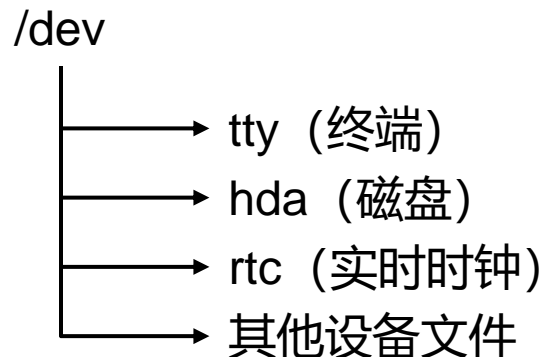 /dev
tty（终端）
hda（磁盘）
rtc（实时时钟）
其他设备文件